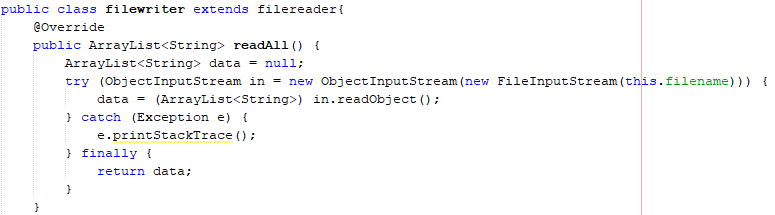 public class filewriter extends filereader{
@Override
public ArrayList<String> readAll() {
ArrayList<String> data = null;
try (ObjectInputStream in = new ObjectInputStream(new FileInputStream(this.filename))) {
data = (ArrayList<String>) in.readObject();
} catch (Exception e) {
e.printStackTrace();
} finally {
return data;
}
}